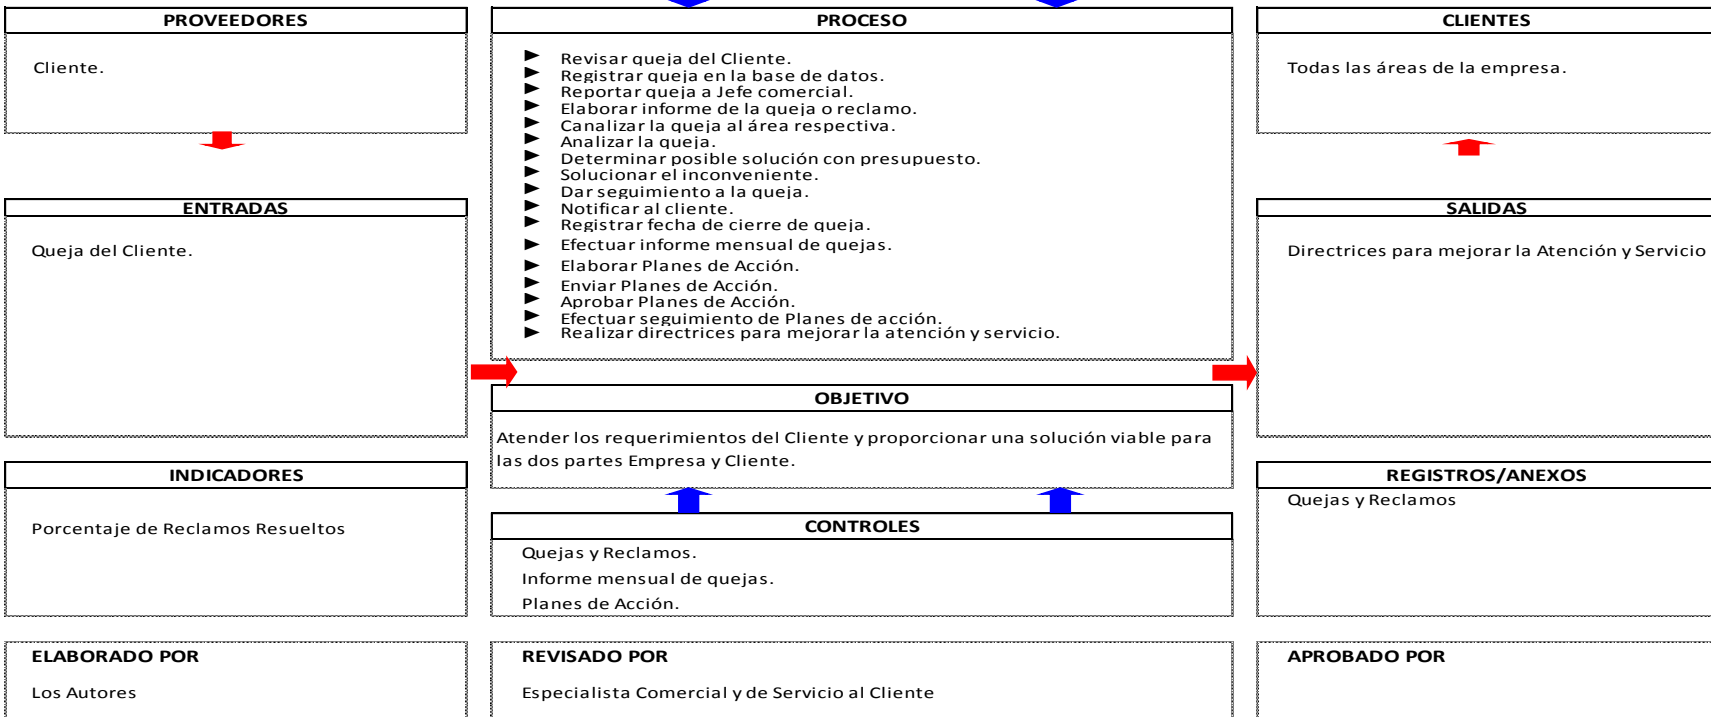 PROVEEDORES
Cliente.
PROCESO
Revisar queja del Cliente.
Registrar queja en la base de datos.
Reportar queja a Jefe comercial.
Elaborar informe de la queja o reclamo.
Canalizar la queja al área respectiva.
Analizar la queja.
Determinar posible solución con presupuesto.
Solucionar el inconveniente.
Dar seguimiento a la queja.
Notificar al cliente.
Registrar fecha de cierre de queja.
Efectuar informe mensual de quejas.
Elaborar Planes de Acción.
Enviar Planes de Acción.
Aprobar Planes de Acción.
Efectuar seguimiento de Planes de acción.
Realizar directrices para mejorar la atención y servicio.
CLIENTES
Todas las áreas de la empresa.
ENTRADAS
Queja del Cliente.
SALIDAS
Directrices para mejorar la Atención y Servicio
OBJETIVO
Atender los requerimientos del Cliente y proporcionar una solución viable para
las dos partes Empresa y Cliente.
INDICADORES
Porcentaje de Reclamos Resueltos
CONTROLES
Quejas y Reclamos.
Informe mensual de quejas.
Planes de Acción.
REGISTROS/ANEXOS
Quejas y Reclamos
ELABORADO POR
Los Autores
REVISADO POR
Especialista Comercial y de Servicio al Cliente
APROBADO POR